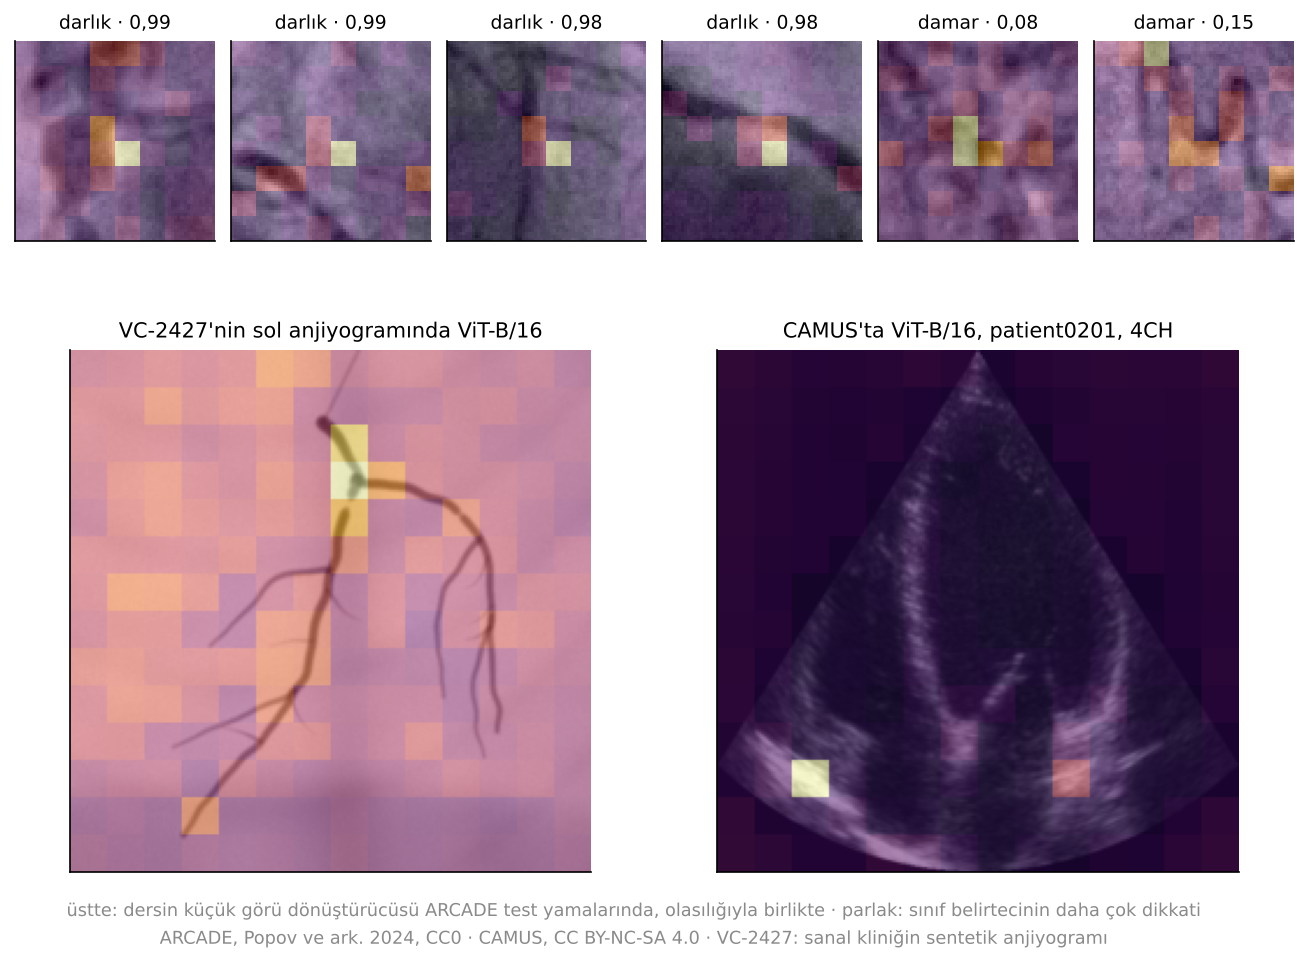 darlık · 0,99
darlık · 0,99
darlık · 0,98
darlık · 0,98
damar · 0,08
damar · 0,15
VC-2427'nin sol anjiyogramında ViT-B/16
CAMUS'ta ViT-B/16, patient0201, 4CH
üstte: dersin küçük görü dönüştürücüsü ARCADE test yamalarında, olasılığıyla birlikte · parlak: sınıf belirtecinin daha çok dikkati
ARCADE, Popov ve ark. 2024, CC0 · CAMUS, CC BY-NC-SA 4.0 · VC-2427: sanal kliniğin sentetik anjiyogramı